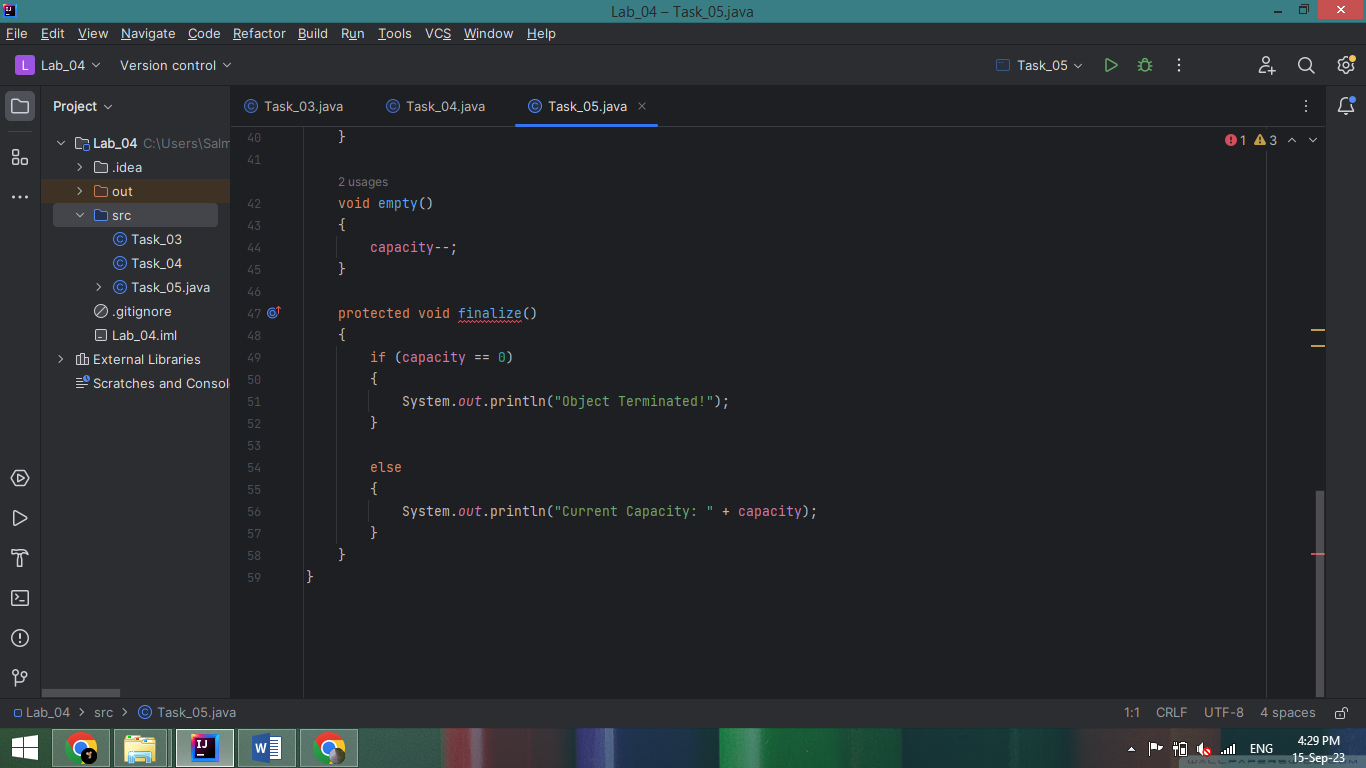 Lab_04 – Task_05.java
File Edit View Navigate Code Refactor Build Run Tools VCS Window Help
L Lab_04 Version control Task_05
Project
Task_03.java Task_04.java Task_05.java
Lab_04 C:\Users\Salm
.idea
out
src
Task_03
Task_04
Task_05.java
.gitignore
Lab_04.iml
External Libraries
Scratches and Consol
1 3
40 }
41
2 usages
42 void empty()
43 {
44 capacity--;
45 }
46
47 protected void finalize()
48 {
49 if (capacity == 0)
50 {
51 System.out.println("Object Terminated!");
52 }
53
54 else
55 {
56 System.out.println("Current Capacity: " + capacity);
57 }
58 }
59 }
Lab_04 > src > Task_05.java 1:1 CRLF UTF-8 4 spaces
ENG 4:29 PM
15-Sep-23